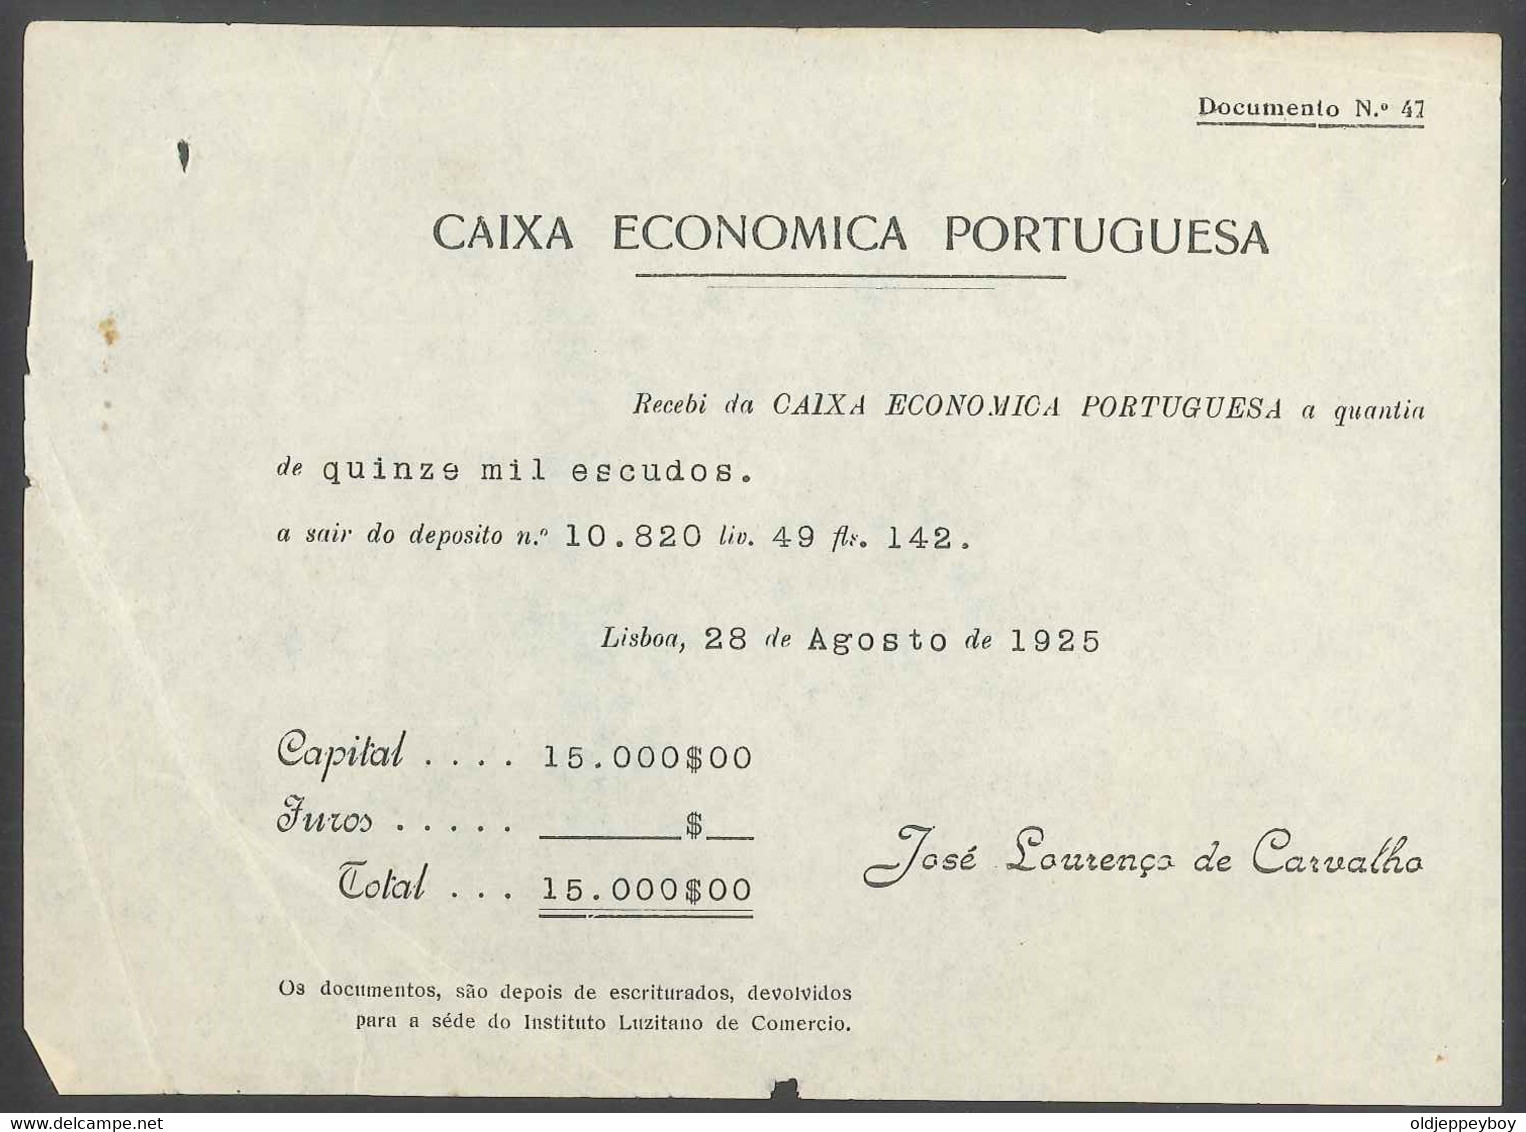 Documento N.º 47
CAIXA ECONOMICA PORTUGUESA
Recebi da CAIXA ECONOMICA PORTUGUESA a quantia
de quinze mil escudos.
a sair do deposito n.º 10.820 liv. 49 fls. 142.
Lisboa, 28 de Agosto de 1925
Capital .... 15.000$00
Juros ..... ______$__
Total ... 15.000$00
José Lourenço de Carvalho
Os documentos, são depois de escriturados, devolvidos
para a séde do Instituto Luzitano de Comercio.
delcampe.net
oldjeppeyboy